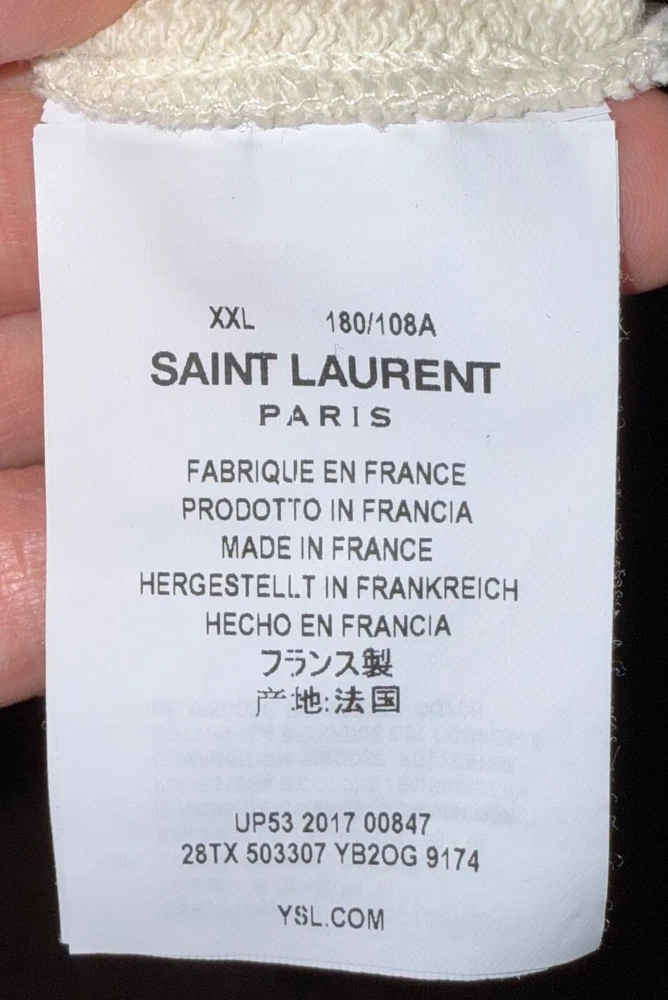 XXL 180/108A
SAINT LAURENT
PARIS
FABRIQUE EN FRANCE
PRODOTTO IN FRANCIA
MADE IN FRANCE
HERGESTELLT IN FRANKREICH
HECHO EN FRANCIA
フランス製
产地:法国
UP53 2017 00847
28TX 503307 YB2OG 9174
YSL.COM